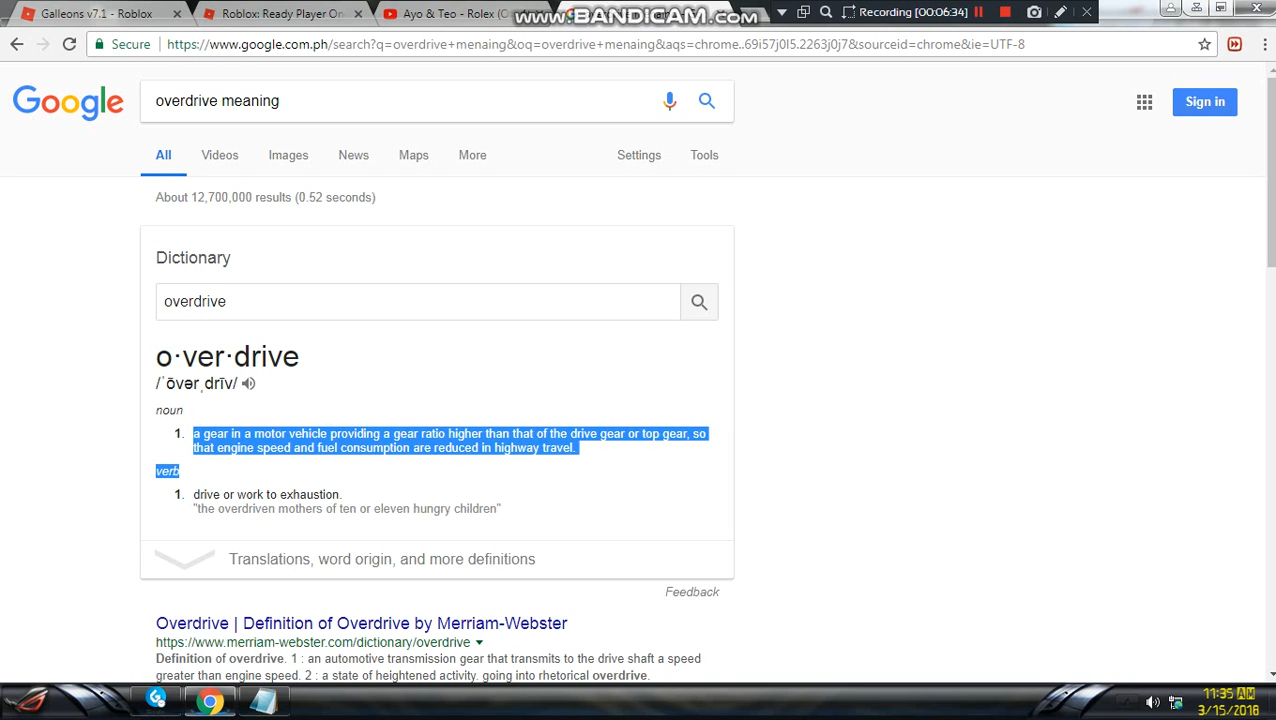 Galleons v7.1 - Roblox
Roblox: Ready Player On
Ayo & Teo - Rolex (
www.BANDICAM.com
Recording [00:06:34]
Secure
https://www.google.com.ph/search?q=overdrive+menaing&oq=overdrive+menaing&aqs=chrome..69i57j0l5.2263j0j7&sourceid=chrome&ie=UTF-8
Google
overdrive meaning
Sign in
All Videos Images News Maps More Settings Tools
About 12,700,000 results (0.52 seconds)
Dictionary
overdrive
o·ver·drive
/ˈōvərˌdrīv/
noun
1. a gear in a motor vehicle providing a gear ratio higher than that of the drive gear or top gear, so
that engine speed and fuel consumption are reduced in highway travel.
verb
1. drive or work to exhaustion.
"the overdriven mothers of ten or eleven hungry children"
Translations, word origin, and more definitions
Feedback
Overdrive | Definition of Overdrive by Merriam-Webster
https://www.merriam-webster.com/dictionary/overdrive
Definition of overdrive. 1 : an automotive transmission gear that transmits to the drive shaft a speed
greater than engine speed. 2 : a state of heightened activity. going into rhetorical overdrive.
11:35 AM
3/15/2018